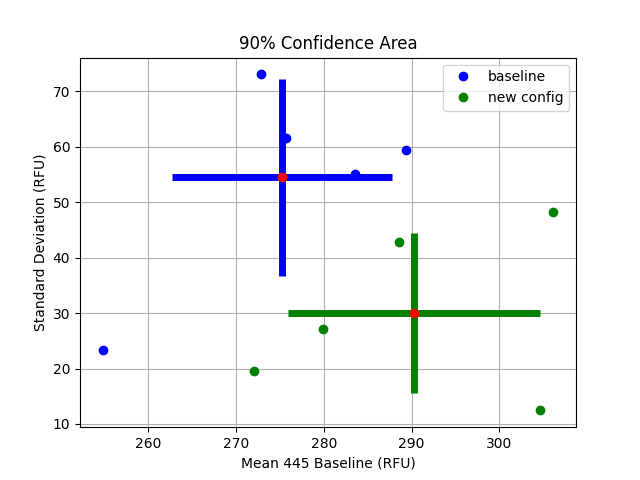 90% Confidence Area
baseline
new config
Standard Deviation (RFU)
70
60
50
40
30
20
10
260
270
280
290
300
Mean 445 Baseline (RFU)